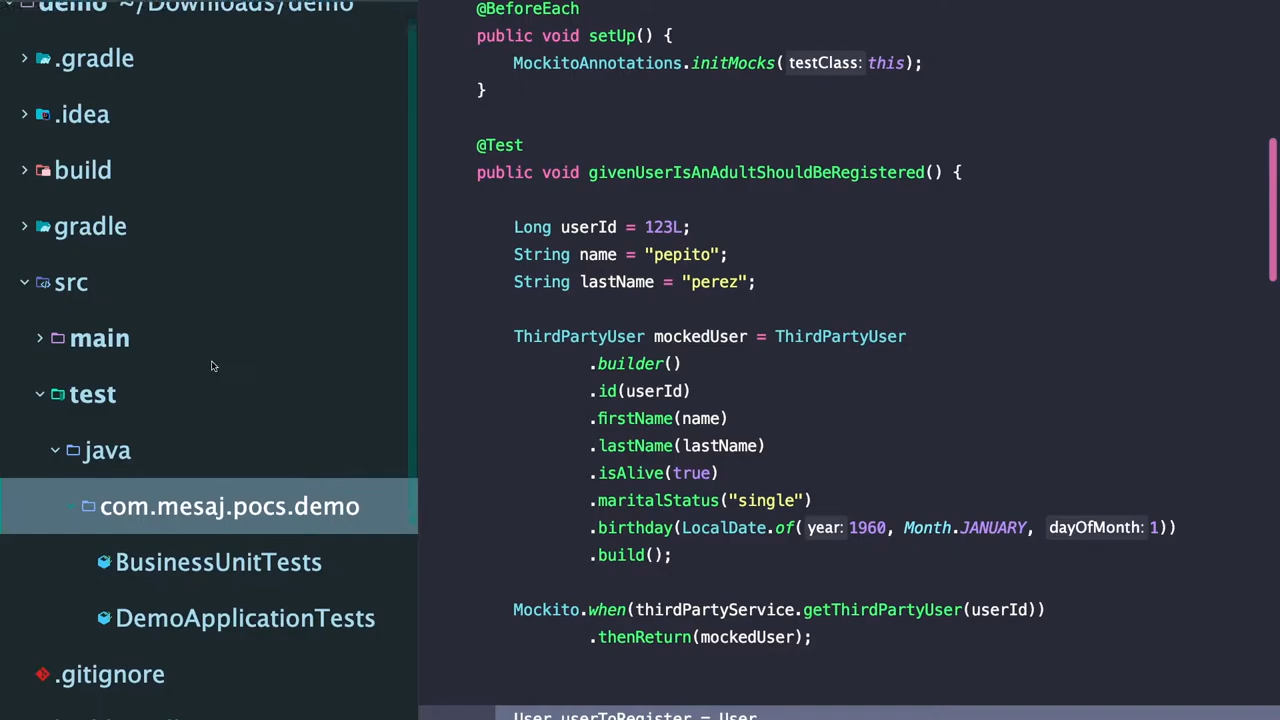 demo ~/Downloads/demo
.gradle
.idea
build
gradle
src
main
test
java
com.mesaj.pocs.demo
BusinessUnitTests
DemoApplicationTests
.gitignore
@BeforeEach
public void setUp() {
MockitoAnnotations.initMocks( testClass: this);
}
@Test
public void givenUserIsAnAdultShouldBeRegistered() {
Long userId = 123L;
String name = "pepito";
String lastName = "perez";
ThirdPartyUser mockedUser = ThirdPartyUser
.builder()
.id(userId)
.firstName(name)
.lastName(lastName)
.isAlive(true)
.maritalStatus("single")
.birthday(LocalDate.of( year: 1960, Month.JANUARY, dayOfMonth: 1))
.build();
Mockito.when(thirdPartyService.getThirdPartyUser(userId))
.thenReturn(mockedUser);
User userToRegister = User